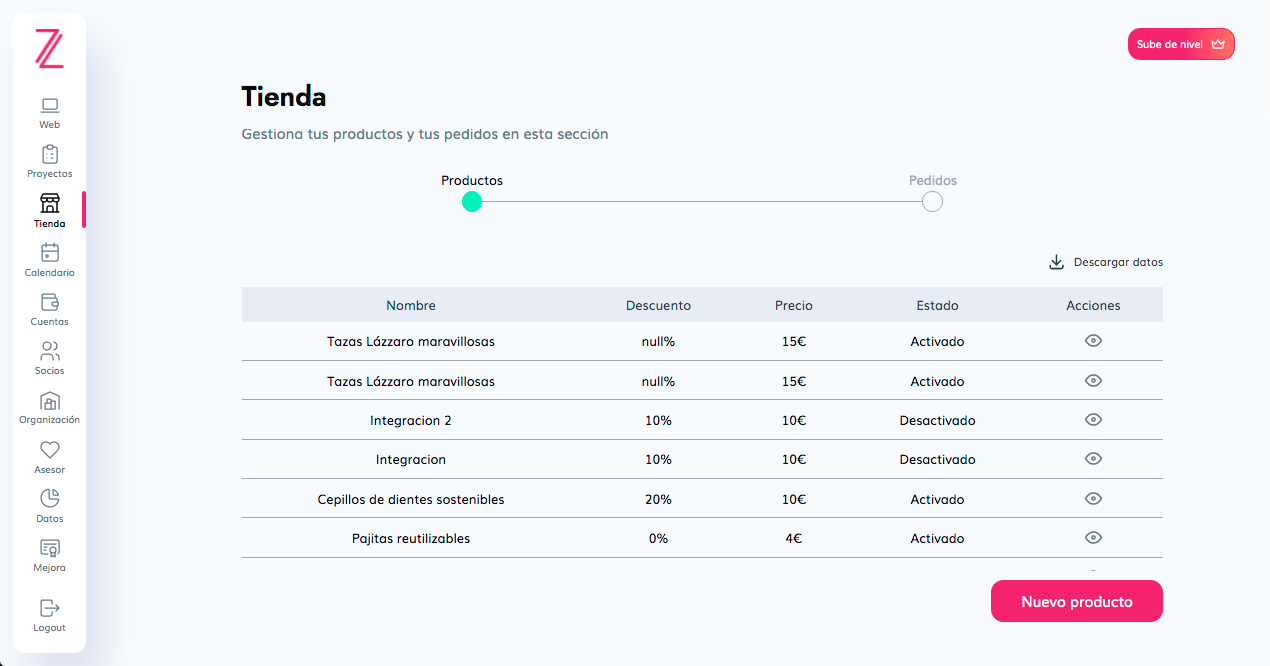 Sube de nivel
Web
Proyectos
Tienda
Calendario
Cuentas
Socios
Organización
Asesor
Datos
Mejora
Logout
Tienda
Gestiona tus productos y tus pedidos en esta sección
Productos Pedidos
Descargar datos
Nombre Descuento Precio Estado Acciones
Tazas Lázzaro maravillosas null% 15€ Activado
Tazas Lázzaro maravillosas null% 15€ Activado
Integracion 2 10% 10€ Desactivado
Integracion 10% 10€ Desactivado
Cepillos de dientes sostenibles 20% 10€ Activado
Pajitas reutilizables 0% 4€ Activado
Nuevo producto